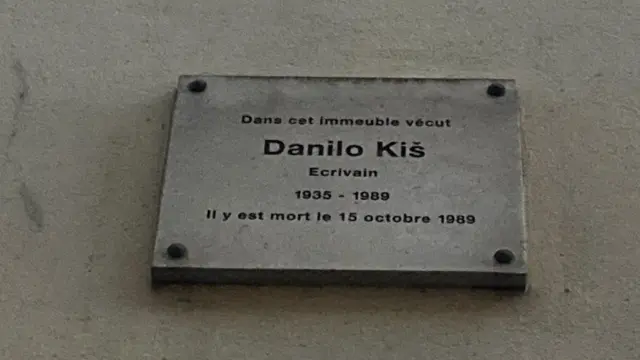 Dans cet immeuble vécut
Danilo Kiš
Ecrivain
1935 - 1989
Il y est mort le 15 octobre 1989